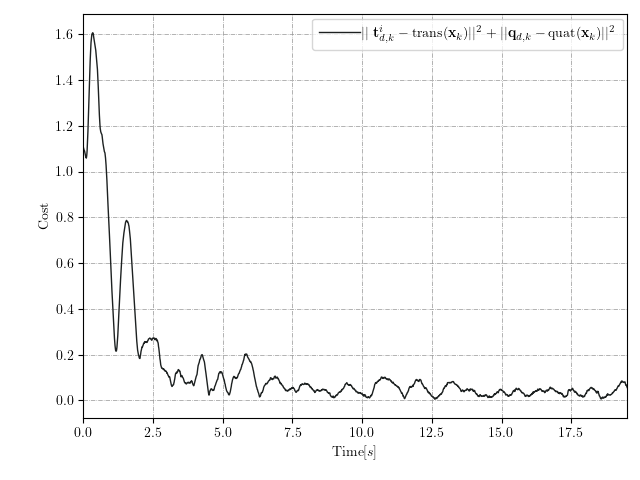 || t^i_{d,k} − trans(x_k)||^2 + ||q_{d,k} − quat(x_k)||^2
1.6
1.4
1.2
1.0
0.8
0.6
0.4
0.2
0.0
Cost
0.0 2.5 5.0 7.5 10.0 12.5 15.0 17.5
Time[s]